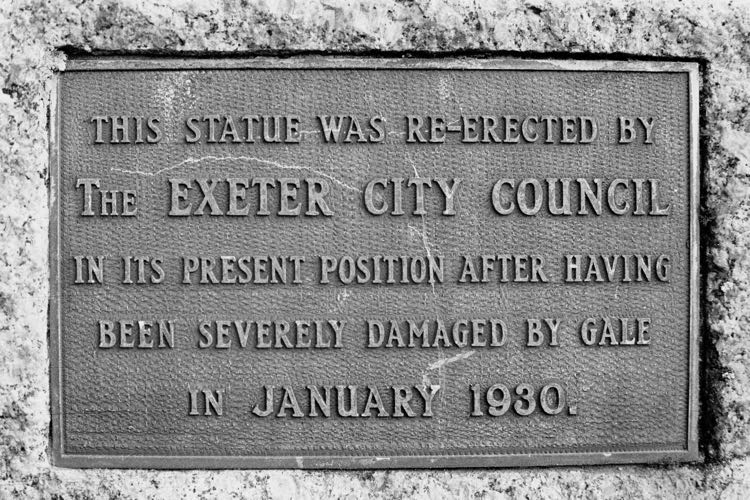 THIS STATUE WAS RE-ERECTED BY
THE EXETER CITY COUNCIL
IN ITS PRESENT POSITION AFTER HAVING
BEEN SEVERELY DAMAGED BY GALE
IN JANUARY 1930.